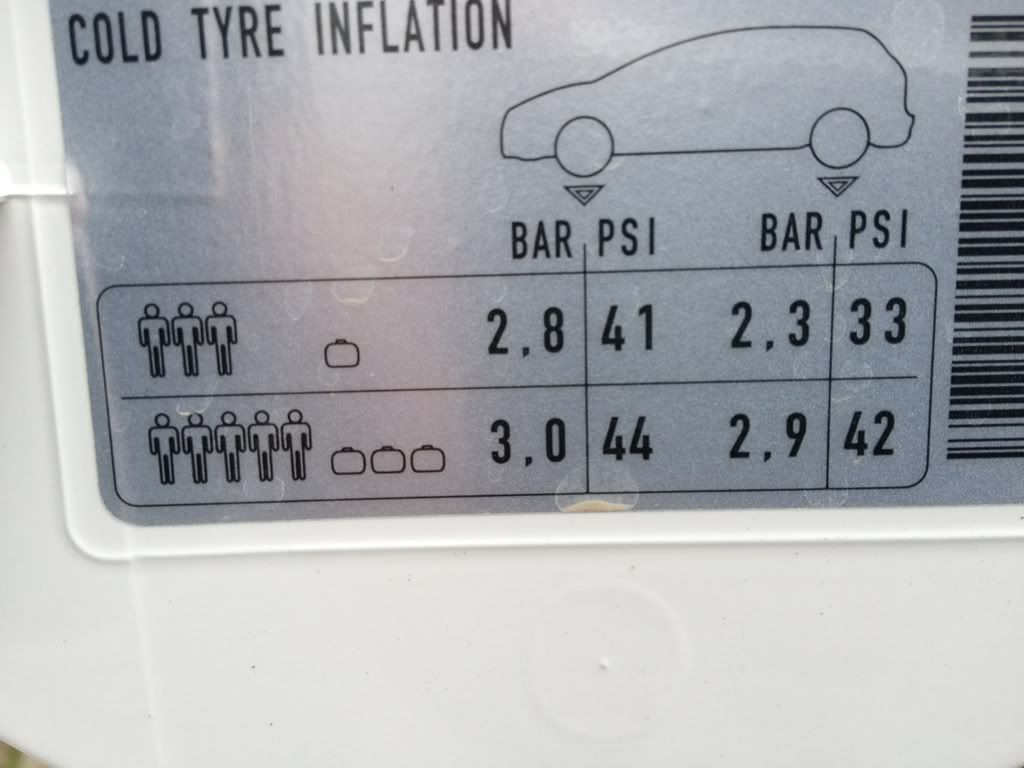 COLD TYRE INFLATION
BAR PSI BAR PSI
2,8 41 2,3 33
3,0 44 2,9 42